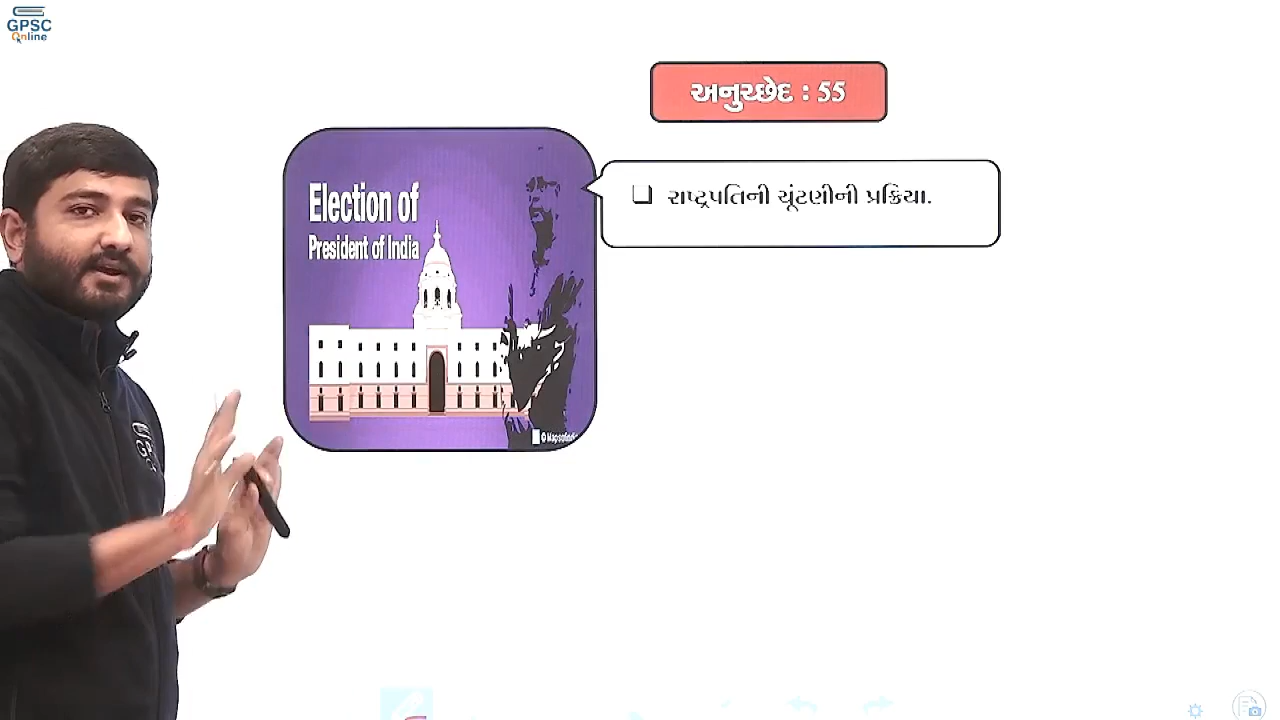 GPSC
Online
અનુચ્છેદ : 55
Election of
President of India
❑ રાષ્ટ્રપતિની ચૂંટણીની પ્રક્રિયા.